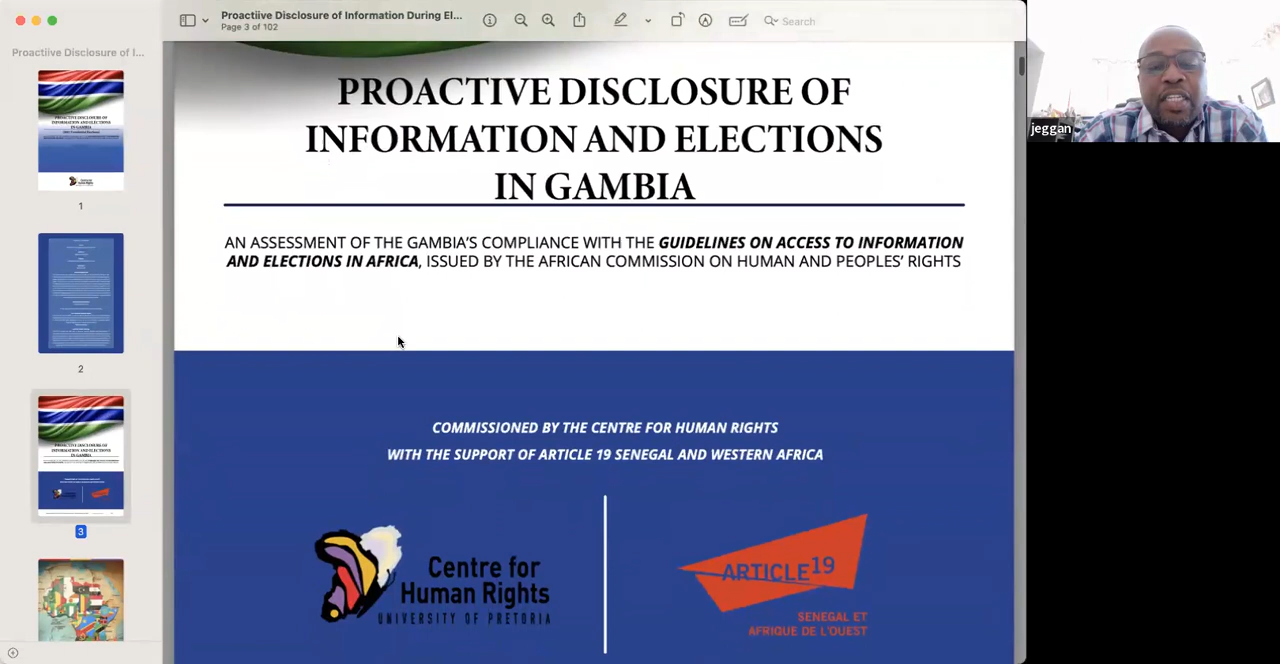 Proactiive Disclosure of Information During El...
Page 3 of 102
Search
Proactiive Disclosure of I...
1
2
3
PROACTIVE DISCLOSURE OF
INFORMATION AND ELECTIONS
IN GAMBIA
AN ASSESSMENT OF THE GAMBIA'S COMPLIANCE WITH THE GUIDELINES ON ACCESS TO INFORMATION
AND ELECTIONS IN AFRICA, ISSUED BY THE AFRICAN COMMISSION ON HUMAN AND PEOPLES' RIGHTS
COMMISSIONED BY THE CENTRE FOR HUMAN RIGHTS
WITH THE SUPPORT OF ARTICLE 19 SENEGAL AND WESTERN AFRICA
Centre for
Human Rights
UNIVERSITY OF PRETORIA
ARTICLE 19
SENEGAL ET
AFRIQUE DE L'OUEST
jeggan